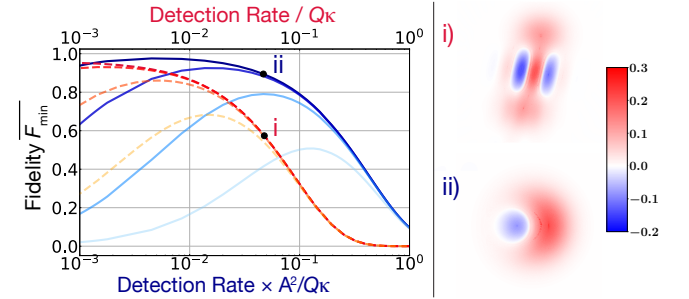 Detection Rate / Qκ
10⁻³ 10⁻² 10⁻¹ 10⁰
1.0
0.8
0.6
0.4
0.2
0.0
Fidelity F_min
ii
i
10⁻³ 10⁻² 10⁻¹ 10⁰
Detection Rate × A²/Qκ
i)
ii)
0.3
0.2
0.1
0.0
−0.1
−0.2